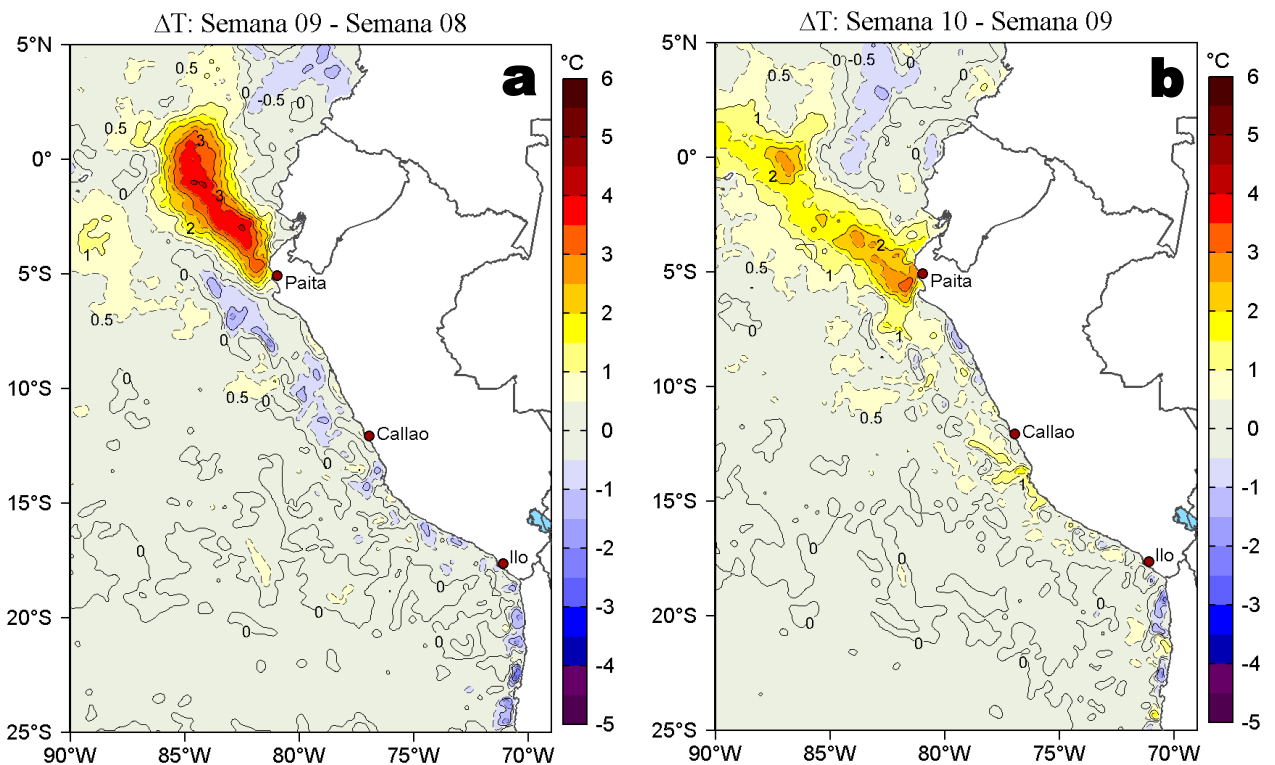 ΔT: Semana 09 - Semana 08
a
5°N
0°
5°S
10°S
15°S
20°S
25°S
90°W
85°W
80°W
75°W
70°W
0.5
0
-0.5
0
0.5
3
0
3
2
1
0
0.5
0
0
0.5
0
0
0
0
0
0
0
Paita
Callao
Ilo
°C
6
5
4
3
2
1
0
-1
-2
-3
-4
-5
ΔT: Semana 10 - Semana 09
b
5°N
0°
5°S
10°S
15°S
20°S
25°S
90°W
85°W
80°W
75°W
70°W
0.5
0
-0.5
0
0
1
0
2
2
0.5
1
0
1
0.5
1
0
0
0
0
0
0
Paita
Callao
Ilo
°C
6
5
4
3
2
1
0
-1
-2
-3
-4
-5